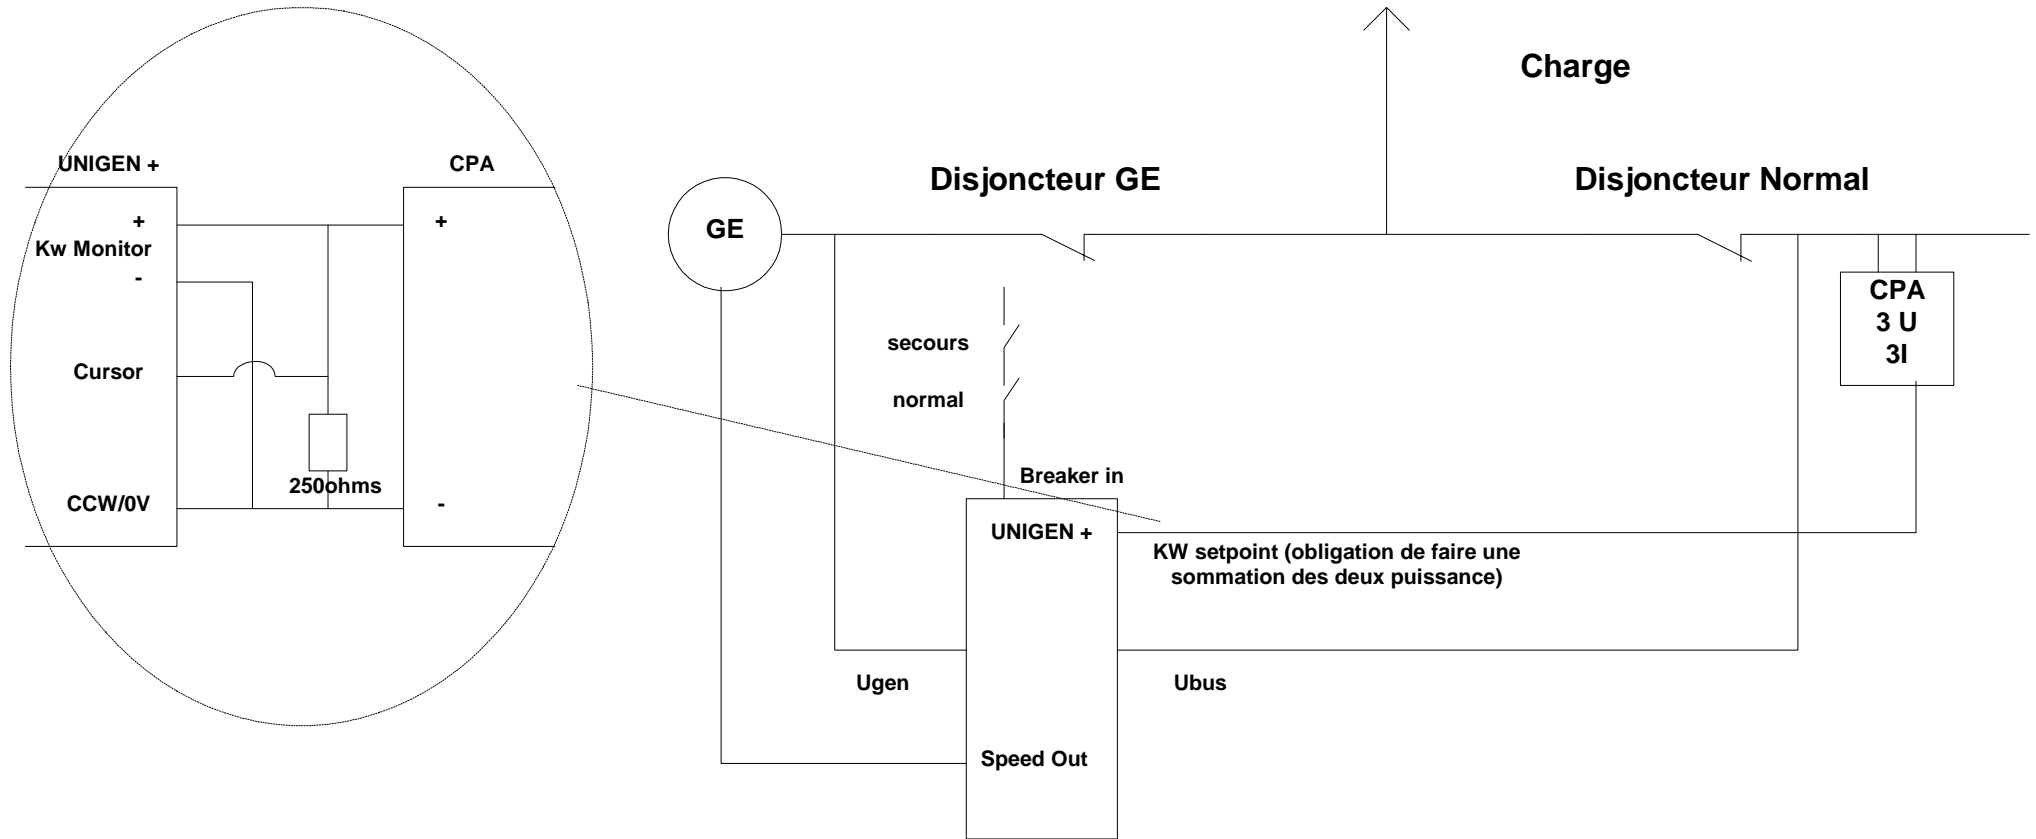 Charge
UNIGEN +
CPA
Disjoncteur GE
Disjoncteur Normal
+
Kw Monitor
-
+
GE
CPA
3 U
3I
secours
Cursor
normal
Breaker in
250ohms
CCW/0V
-
UNIGEN +
KW setpoint (obligation de faire une
sommation des deux puissance)
Ugen
Ubus
Speed Out